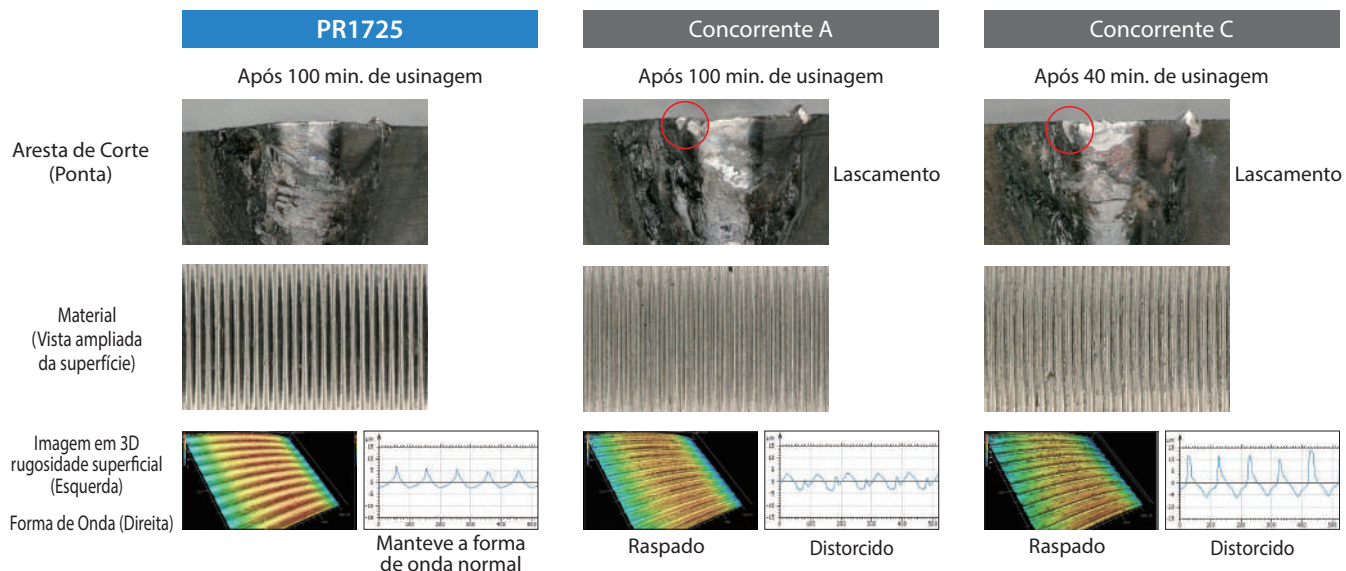 PR1725
Concorrente A
Concorrente C
Após 100 min. de usinagem
Após 100 min. de usinagem
Após 40 min. de usinagem
Aresta de Corte
(Ponta)
Lascamento
Lascamento
Material
(Vista ampliada
da superfície)
Imagem em 3D
rugosidade superficial
(Esquerda)
Forma de Onda (Direita)
Manteve a forma
de onda normal
Raspado
Distorcido
Raspado
Distorcido